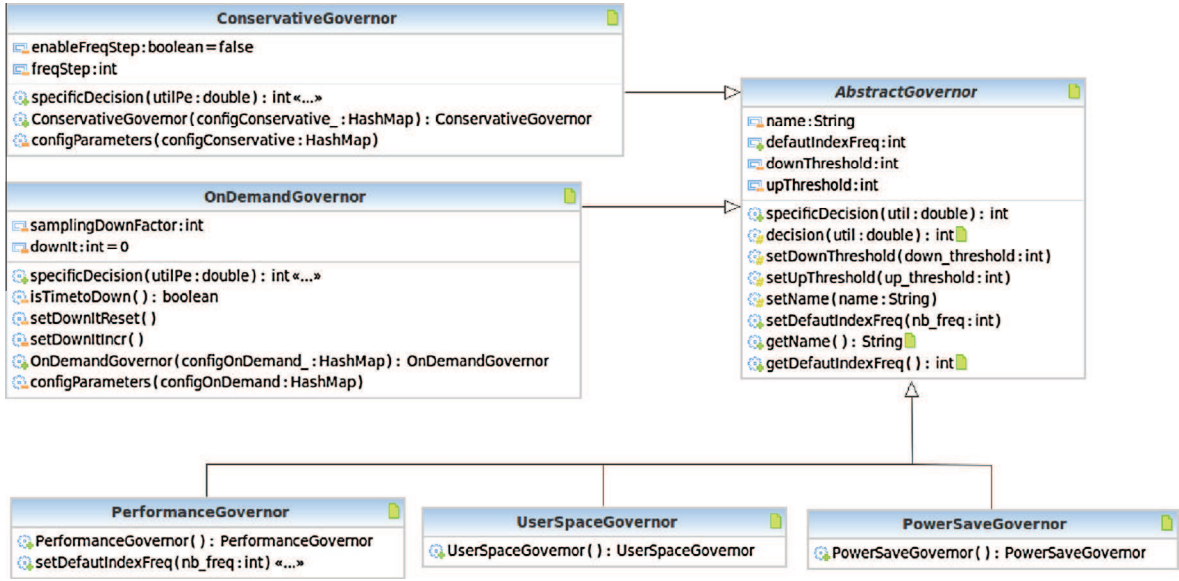 ConservativeGovernor
enableFreqStep:boolean=false
freqStep:int
specificDecision(utilPe:double): int«...»
ConservativeGovernor(configConservative_:HashMap): ConservativeGovernor
configParameters(configConservative:HashMap)
OnDemandGovernor
samplingDownFactor:int
downIt:int=0
specificDecision(utilPe:double): int«...»
isTimetoDown(): boolean
setDownItReset()
setDownItIncr()
OnDemandGovernor(configOnDemand_:HashMap): OnDemandGovernor
configParameters(configOnDemand:HashMap)
AbstractGovernor
name:String
defautIndexFreq:int
downThreshold:int
upThreshold:int
specificDecision(util:double): int
decision(util:double): int
setDownThreshold(down_threshold:int)
setUpThreshold(up_threshold:int)
setName(name:String)
setDefautIndexFreq(nb_freq:int)
getName(): String
getDefautIndexFreq(): int
PerformanceGovernor
PerformanceGovernor(): PerformanceGovernor
setDefautIndexFreq(nb_freq:int) «...»
UserSpaceGovernor
UserSpaceGovernor(): UserSpaceGovernor
PowerSaveGovernor
PowerSaveGovernor(): PowerSaveGovernor